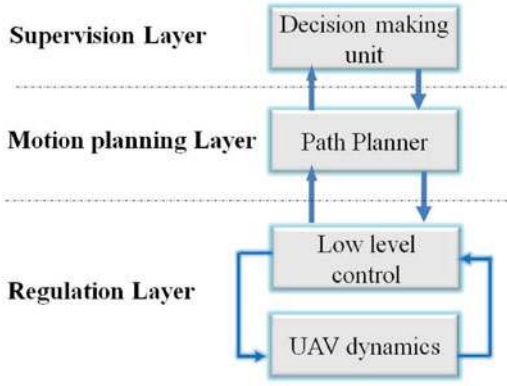 Supervision Layer
Decision making
unit
Motion planning Layer
Path Planner
Regulation Layer
Low level
control
UAV dynamics